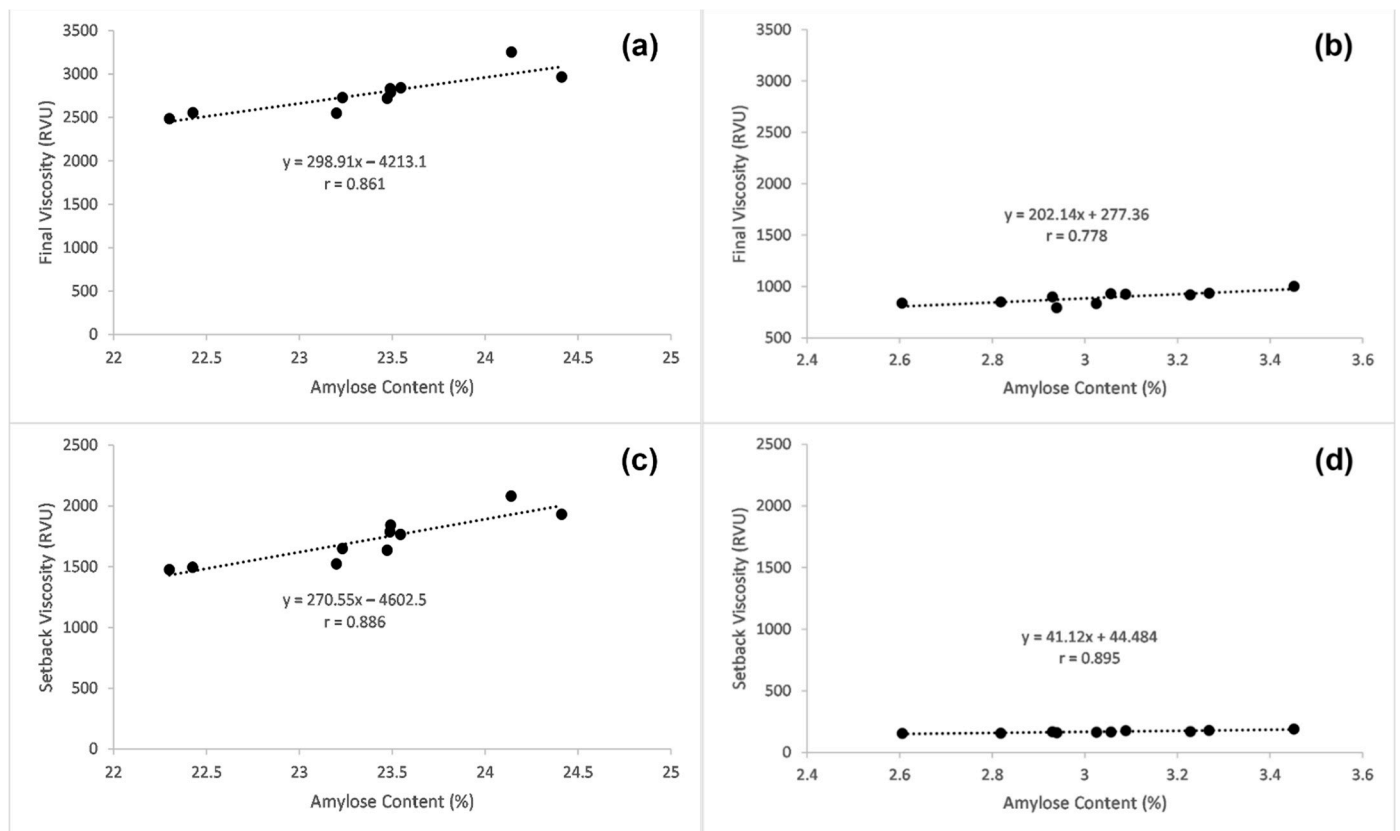 (a)
3500
3000
2500
2000
1500
1000
500
0
Final Viscosity (RVU)
y = 298.91x – 4213.1
r = 0.861
22 22.5 23 23.5 24 24.5 25
Amylose Content (%)
(b)
3500
3000
2500
2000
1500
1000
500
Final Viscosity (RVU)
y = 202.14x + 277.36
r = 0.778
2.4 2.6 2.8 3 3.2 3.4 3.6
Amylose Content (%)
(c)
2500
2000
1500
1000
500
0
Setback Viscosity (RVU)
y = 270.55x – 4602.5
r = 0.886
22 22.5 23 23.5 24 24.5 25
Amylose Content (%)
(d)
2500
2000
1500
1000
500
0
Setback Viscosity (RVU)
y = 41.12x + 44.484
r = 0.895
2.4 2.6 2.8 3 3.2 3.4 3.6
Amylose Content (%)